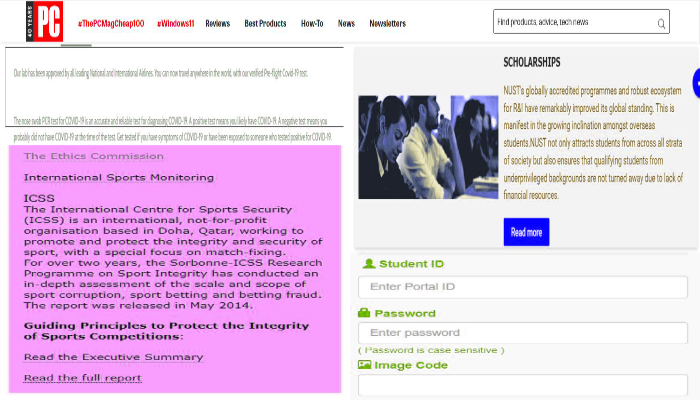 40 YEARS
PC
#ThePCMagCheap100
#Windows11
Reviews
Best Products
How-To
News
Newsletters
Find products, advice, tech news
Our lab has been approved by all leading National and International Airlines. You can now travel anywhere in the world, with our verified Pre-flight Covid-19 test.
The nose swab PCR test for COVID-19 is an accurate and reliable test for diagnosing COVID-19. A positive test means you likely have COVID-19. A negative test means you
probably did not have COVID-19 at the time of the test. Get tested if you have symptoms of COVID-19 or have been exposed to someone who tested positive for COVID-19.
The Ethics Commission
International Sports Monitoring
ICSS
The International Centre for Sports Security
(ICSS) is an international, not-for-profit
organisation based in Doha, Qatar, working to
promote and protect the integrity and security of
sport, with a special focus on match-fixing.
For over two years, the Sorbonne-ICSS Research
Programme on Sport Integrity has conducted an
in-depth assessment of the scale and scope of
sport corruption, sport betting and betting fraud.
The report was released in May 2014.
Guiding Principles to Protect the Integrity
of Sports Competitions:
Read the Executive Summary
Read the full report
SCHOLARSHIPS
NUST's globally accredited programmes and robust ecosystem
for R&I have remarkably improved its global standing. This is
manifest in the growing inclination amongst overseas
students.NUST not only attracts students from across all strata
of society but also ensures that qualifying students from
underprivileged backgrounds are not turned away due to lack of
financial resources.
Read more
Student ID
Enter Portal ID
Password
Enter password
( Password is case sensitive )
Image Code